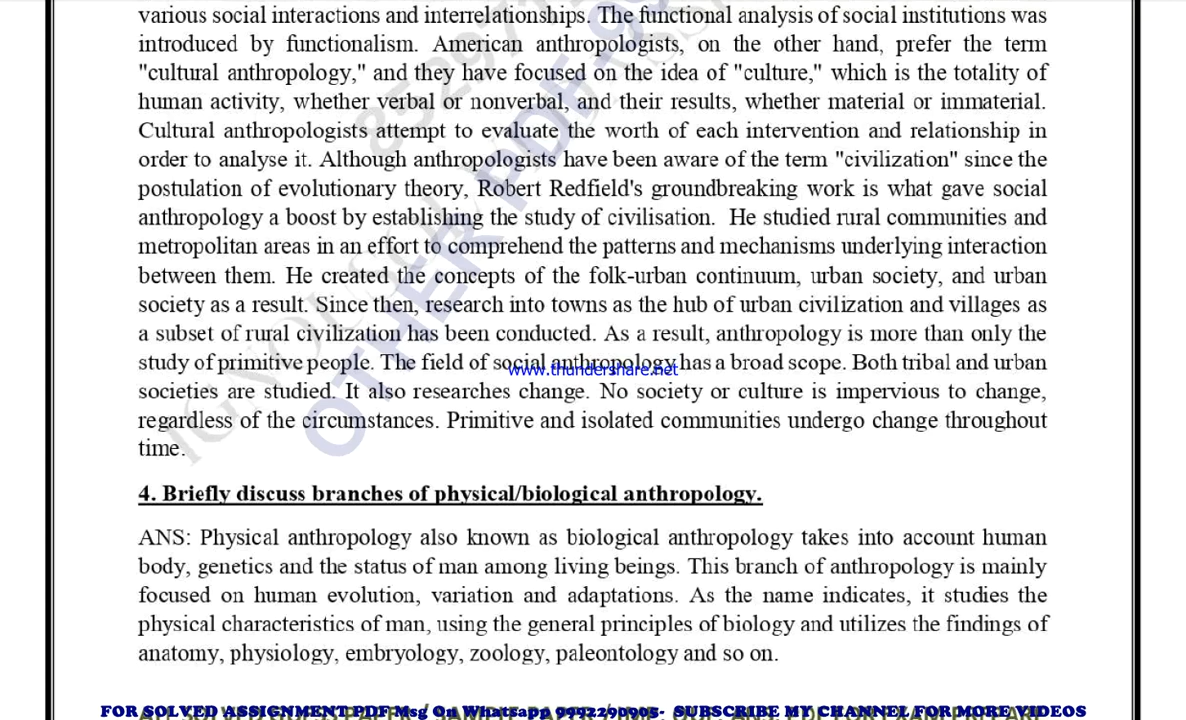 various social interactions and interrelationships. The functional analysis of social institutions was
introduced by functionalism. American anthropologists, on the other hand, prefer the term
"cultural anthropology," and they have focused on the idea of "culture," which is the totality of
human activity, whether verbal or nonverbal, and their results, whether material or immaterial.
Cultural anthropologists attempt to evaluate the worth of each intervention and relationship in
order to analyse it. Although anthropologists have been aware of the term "civilization" since the
postulation of evolutionary theory, Robert Redfield's groundbreaking work is what gave social
anthropology a boost by establishing the study of civilisation. He studied rural communities and
metropolitan areas in an effort to comprehend the patterns and mechanisms underlying interaction
between them. He created the concepts of the folk-urban continuum, urban society, and urban
society as a result. Since then, research into towns as the hub of urban civilization and villages as
a subset of rural civilization has been conducted. As a result, anthropology is more than only the
study of primitive people. The field of social anthropology has a broad scope. Both tribal and urban
www.thundershare.net
societies are studied. It also researches change. No society or culture is impervious to change,
regardless of the circumstances. Primitive and isolated communities undergo change throughout
time.
4. Briefly discuss branches of physical/biological anthropology.
ANS: Physical anthropology also known as biological anthropology takes into account human
body, genetics and the status of man among living beings. This branch of anthropology is mainly
focused on human evolution, variation and adaptations. As the name indicates, it studies the
physical characteristics of man, using the general principles of biology and utilizes the findings of
anatomy, physiology, embryology, zoology, paleontology and so on.
FOR SOLVED ASSIGNMENT PDF Msg On Whatsapp 9992290905- SUBSCRIBE MY CHANNEL FOR MORE VIDEOS
OTHER PDF